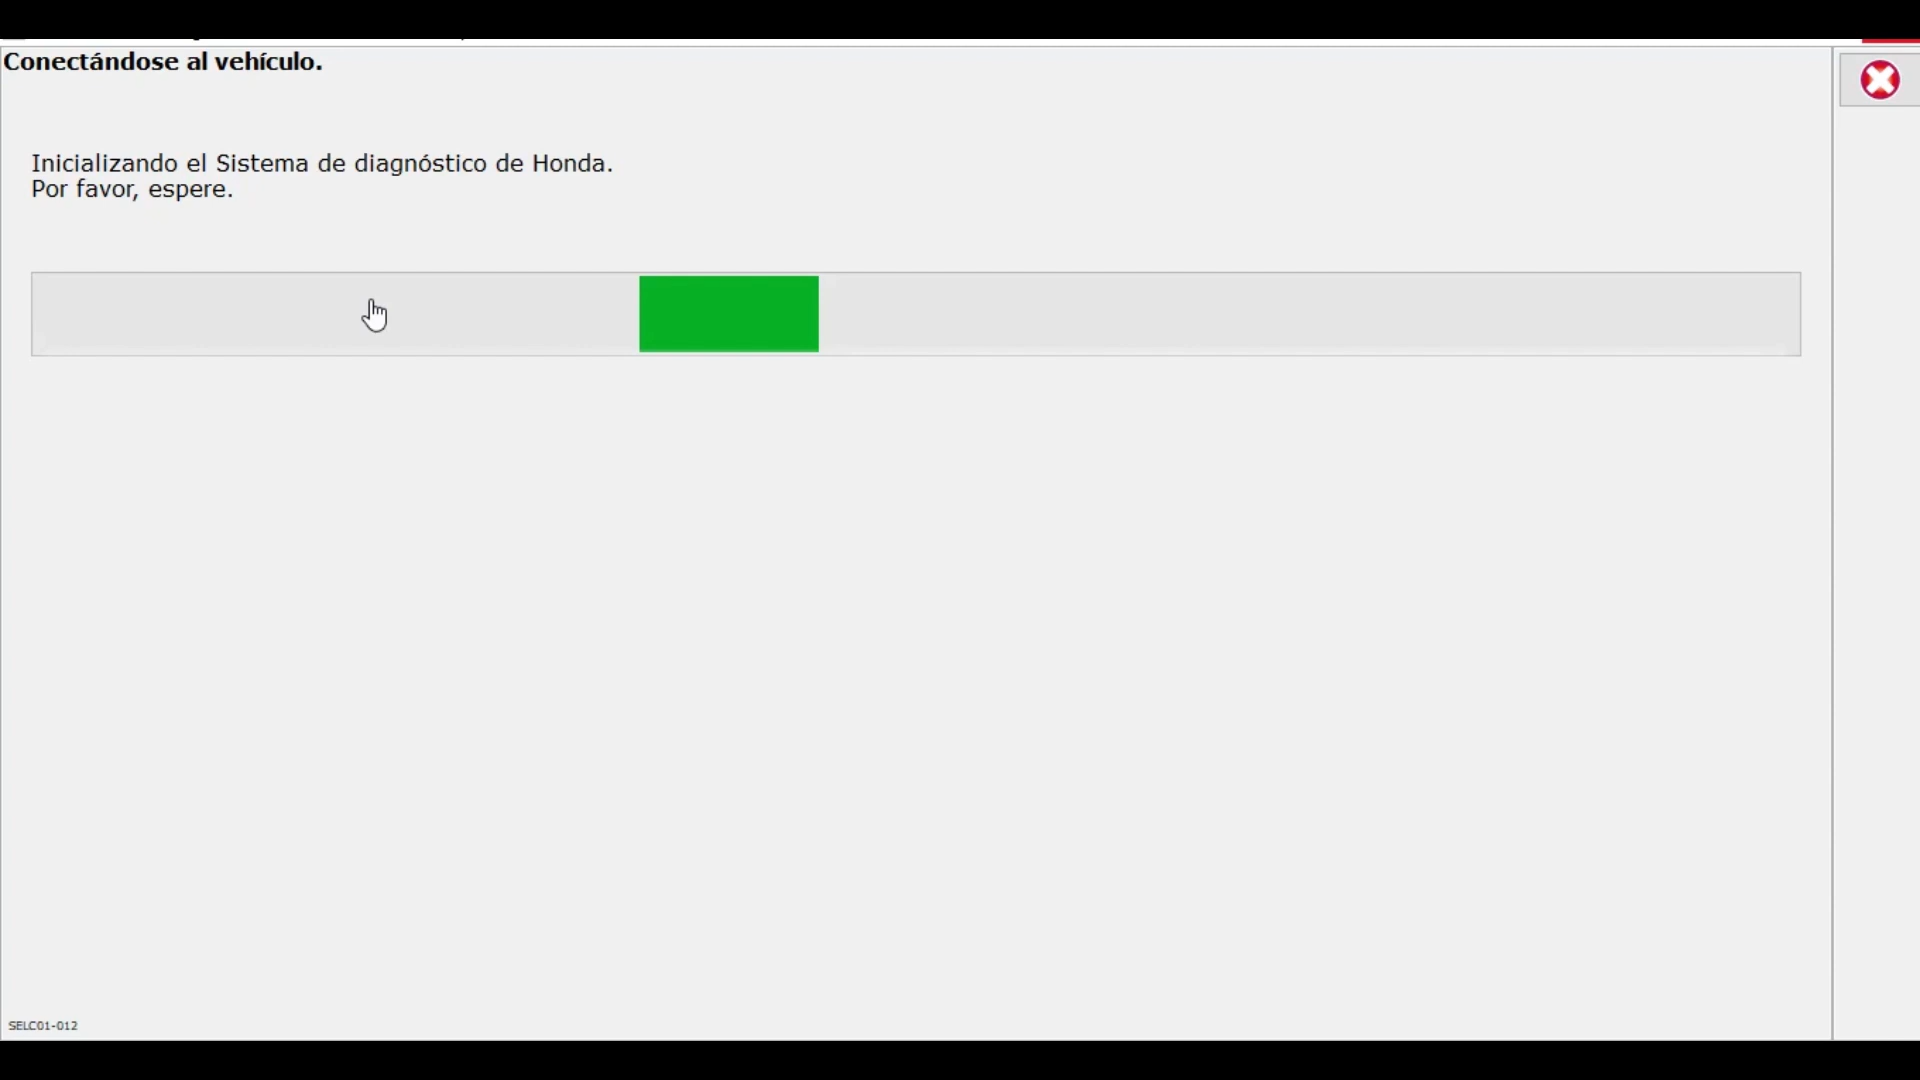 Conectándose al vehículo.
Inicializando el Sistema de diagnóstico de Honda.
Por favor, espere.
SELC01-012